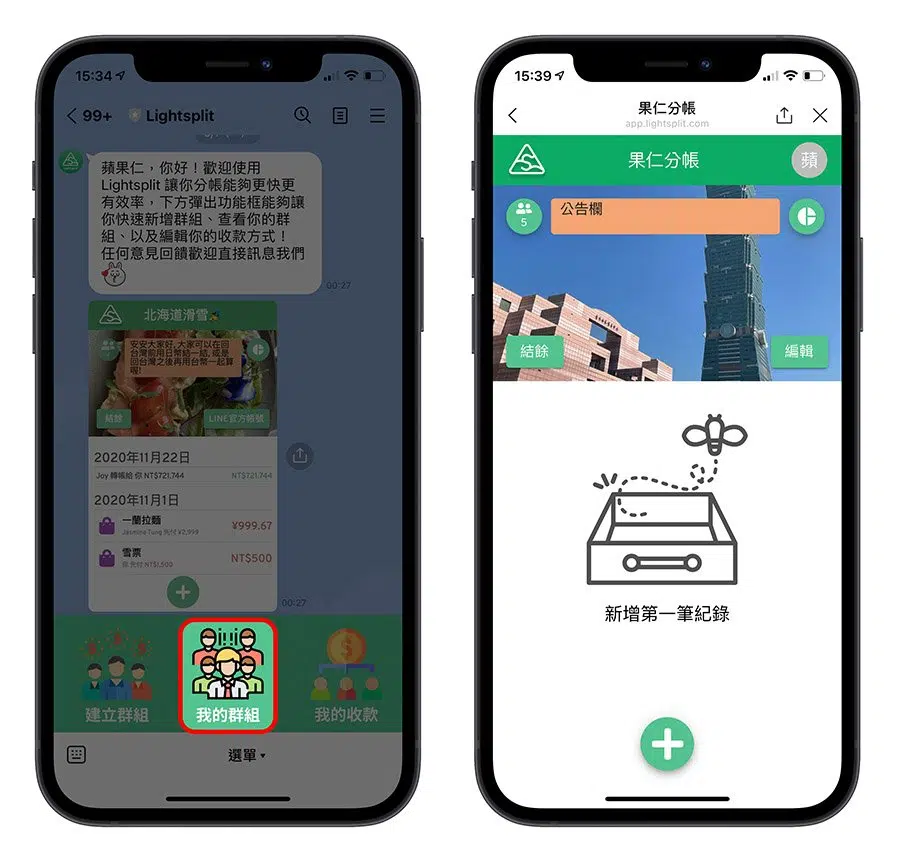 15:34
99+
Lightsplit
蘋果仁，你好！歡迎使用
Lightsplit 讓你分帳能夠更快更
有效率，下方彈出功能框能夠讓
你快速新增群組、查看你的群
組、以及編輯你的收款方式！
任何意見回饋歡迎直接訊息我們
00:27
北海道滑雪
安安大家好, 大家可以在回
台灣前用日幣結一結, 或是
回台灣之後再用台幣一起算
喔!
結餘
LINE官方帳號
2020年11月22日
Joy 轉帳給 你 NT$721.744
NT$721.744
2020年11月1日
一蘭拉麵
¥999.67
Jasmine Tung 先付 ¥2,999
雪票
NT$500
你 先付 NT$1,500
00:27
建立群組
我的群組
我的收款
選單
15:39
果仁分帳
app.lightsplit.com
果仁分帳
蘋
5
公告欄
結餘
編輯
新增第一筆紀錄